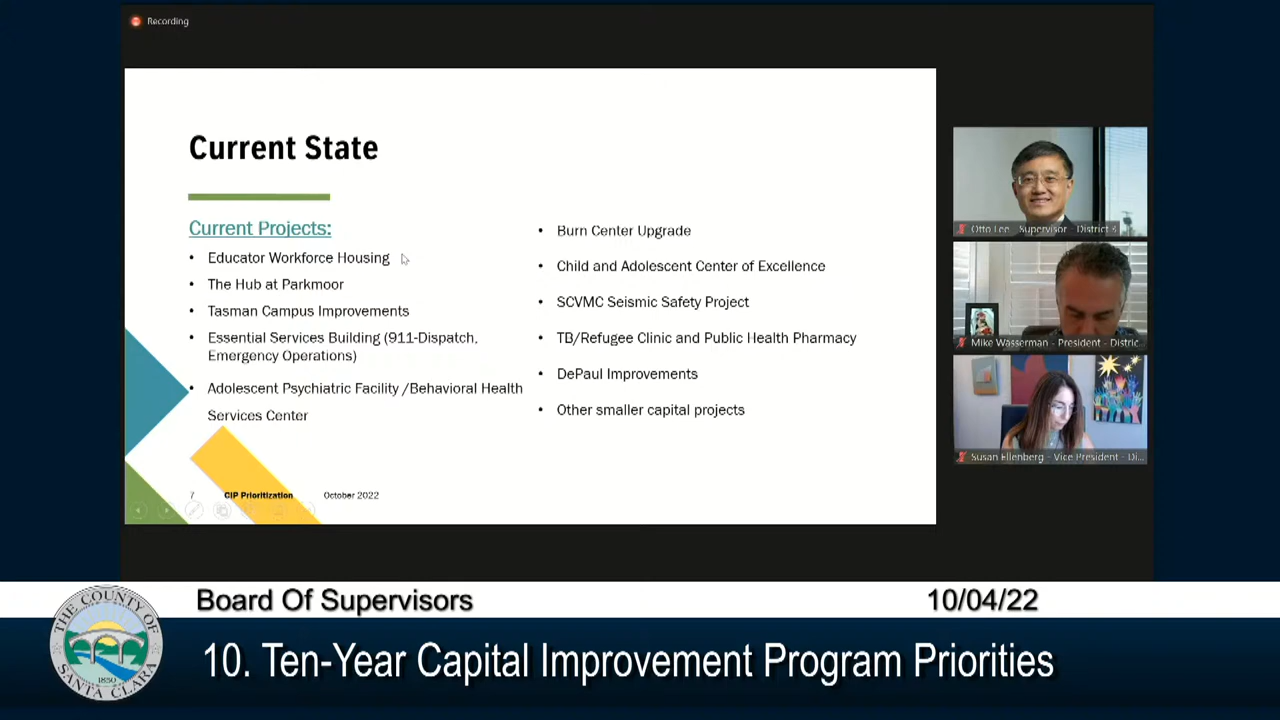 Recording
Current State
Current Projects:
• Educator Workforce Housing
• The Hub at Parkmoor
• Tasman Campus Improvements
• Essential Services Building (911-Dispatch,
Emergency Operations)
• Adolescent Psychiatric Facility /Behavioral Health
Services Center
• Burn Center Upgrade
• Child and Adolescent Center of Excellence
• SCVMC Seismic Safety Project
• TB/Refugee Clinic and Public Health Pharmacy
• DePaul Improvements
• Other smaller capital projects
7 CIP Prioritization October 2022
Otto Lee - Supervisor - District
Mike Wasserman - President - Distric...
Susan Ellenberg - Vice President - Di...
Board Of Supervisors
10/04/22
10. Ten-Year Capital Improvement Program Priorities
THE COUNTY OF
SANTA CLARA
1850